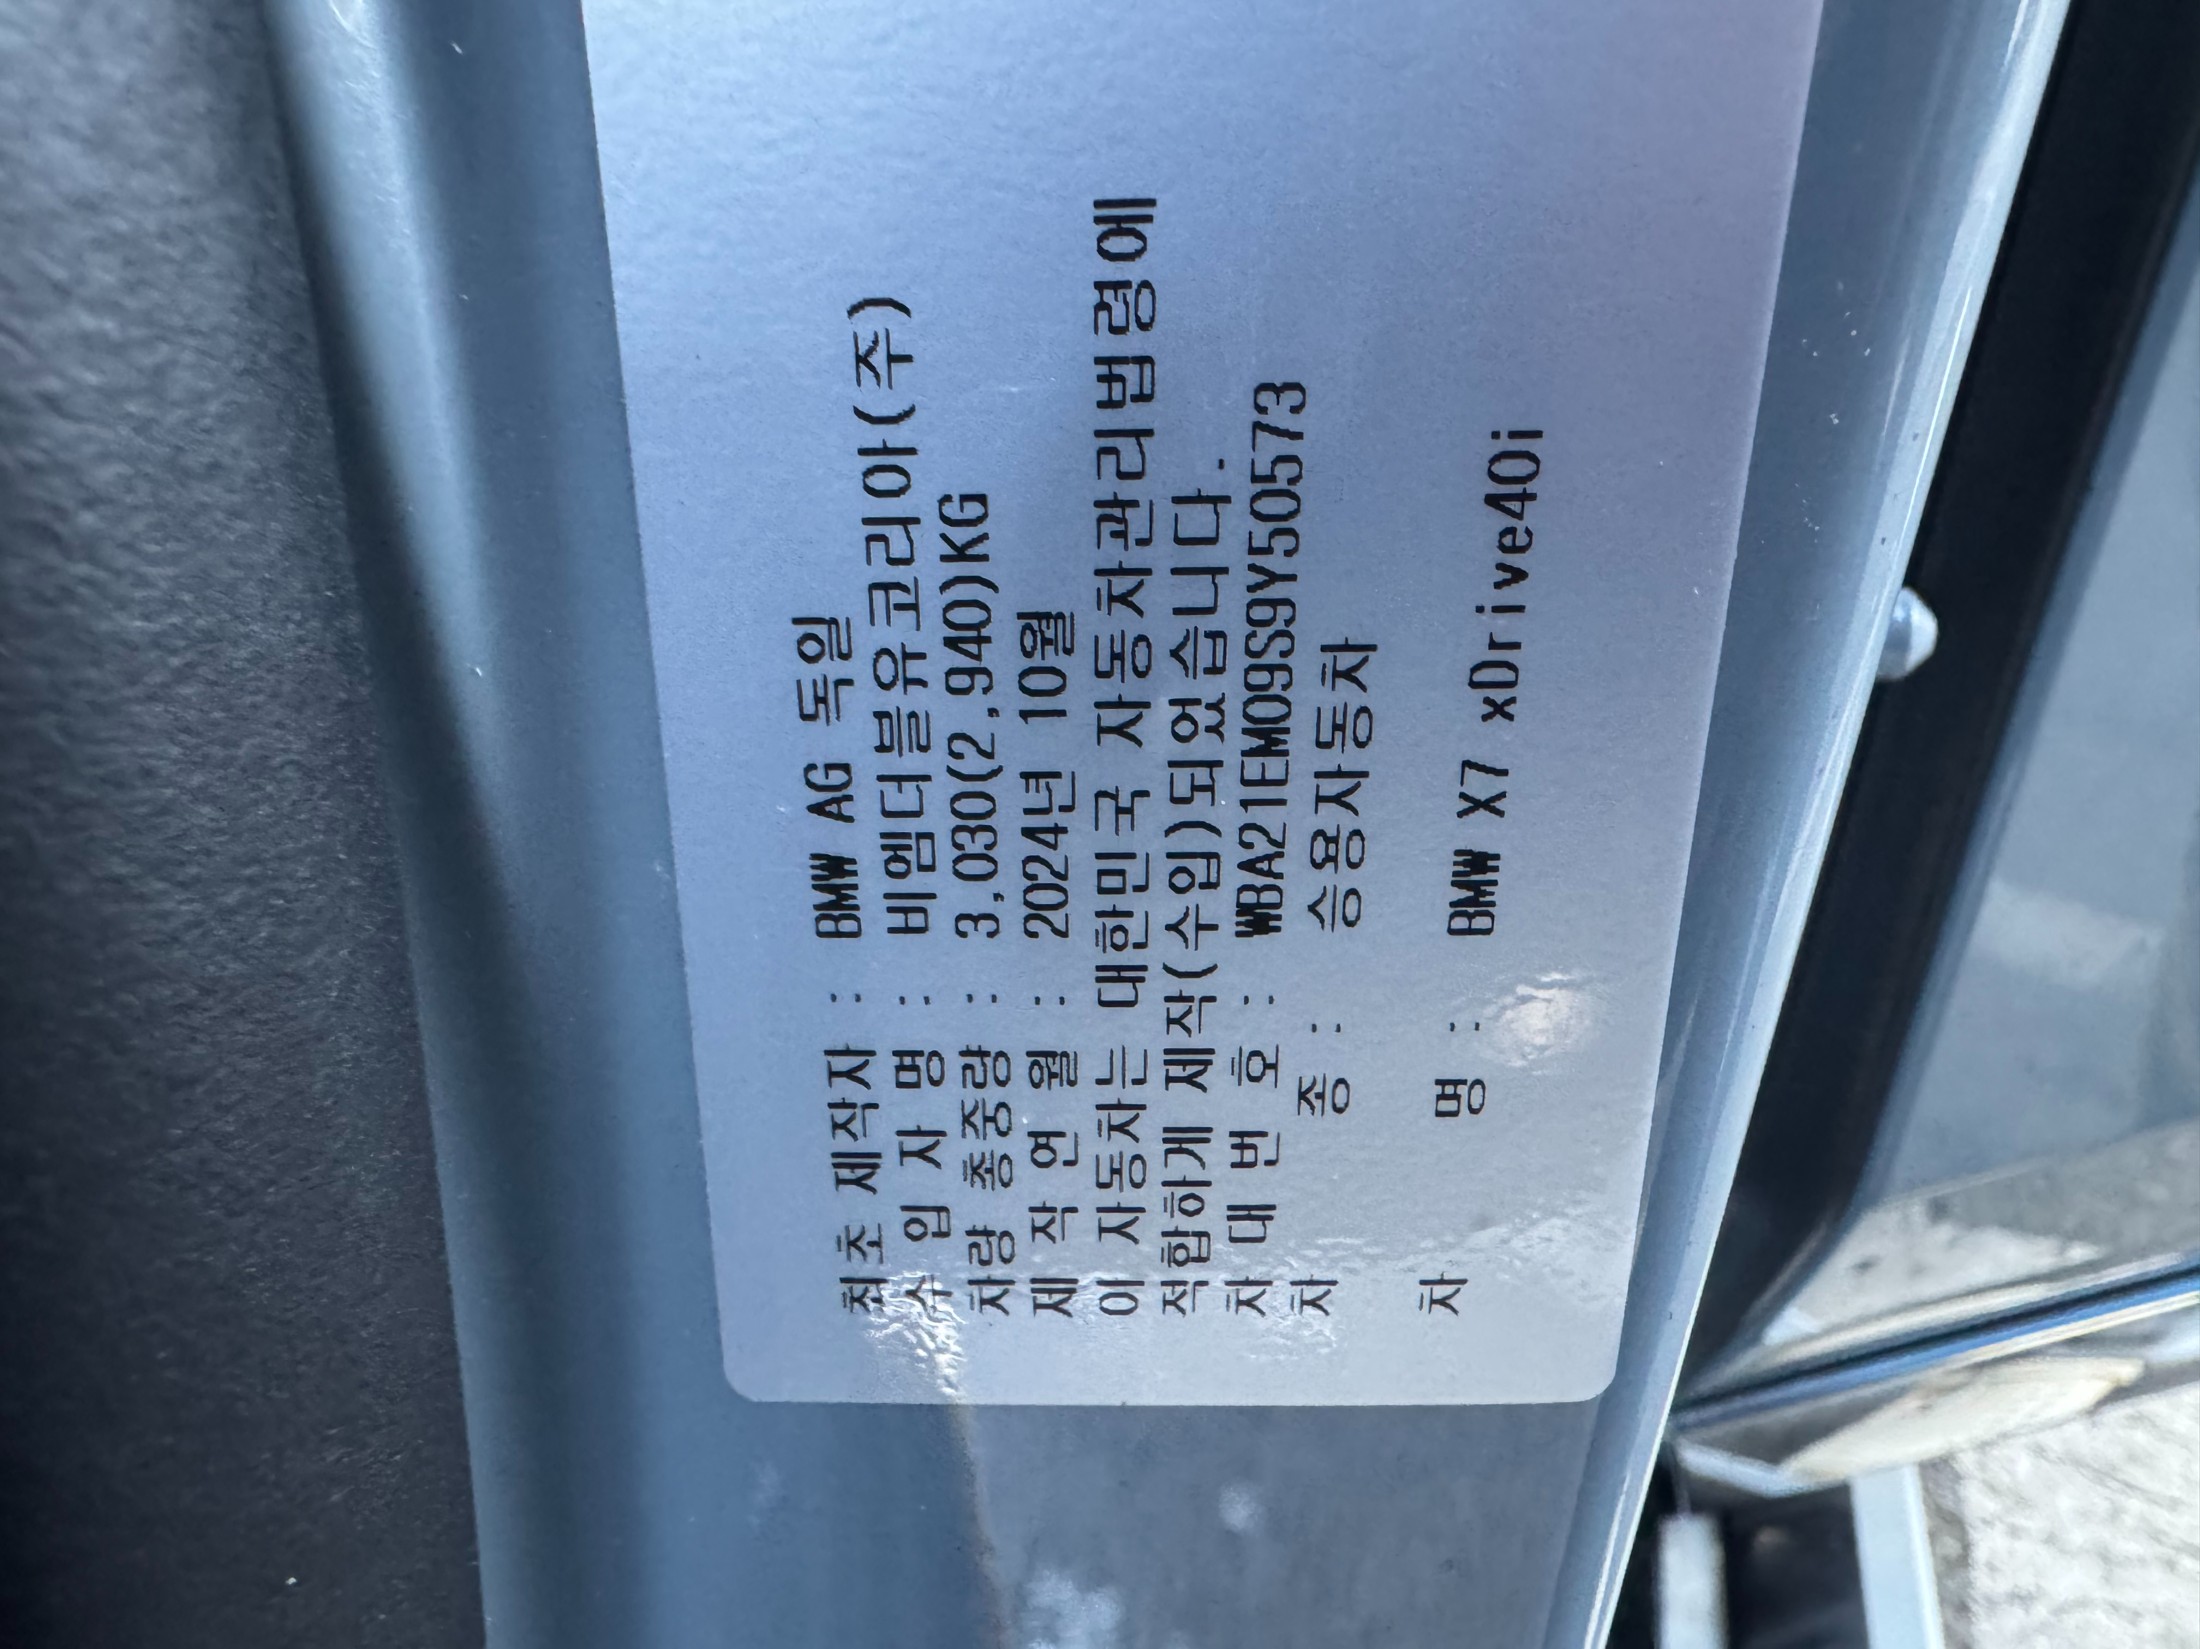 최초 제작자 : BMW AG 독일
수 입 자 명 : 비엠더블유코리아(주)
차량 총중량 : 3,030(2,940)KG
제 작 연 월 : 2024년 10월
이 자동차는 대한민국 자동차관리법령에
적합하게 제작(수입)되었습니다.
차 대 번 호 : WBA21EM09S9Y50573
차 종 : 승용자동차
차 명 : BMW X7 xDrive40i